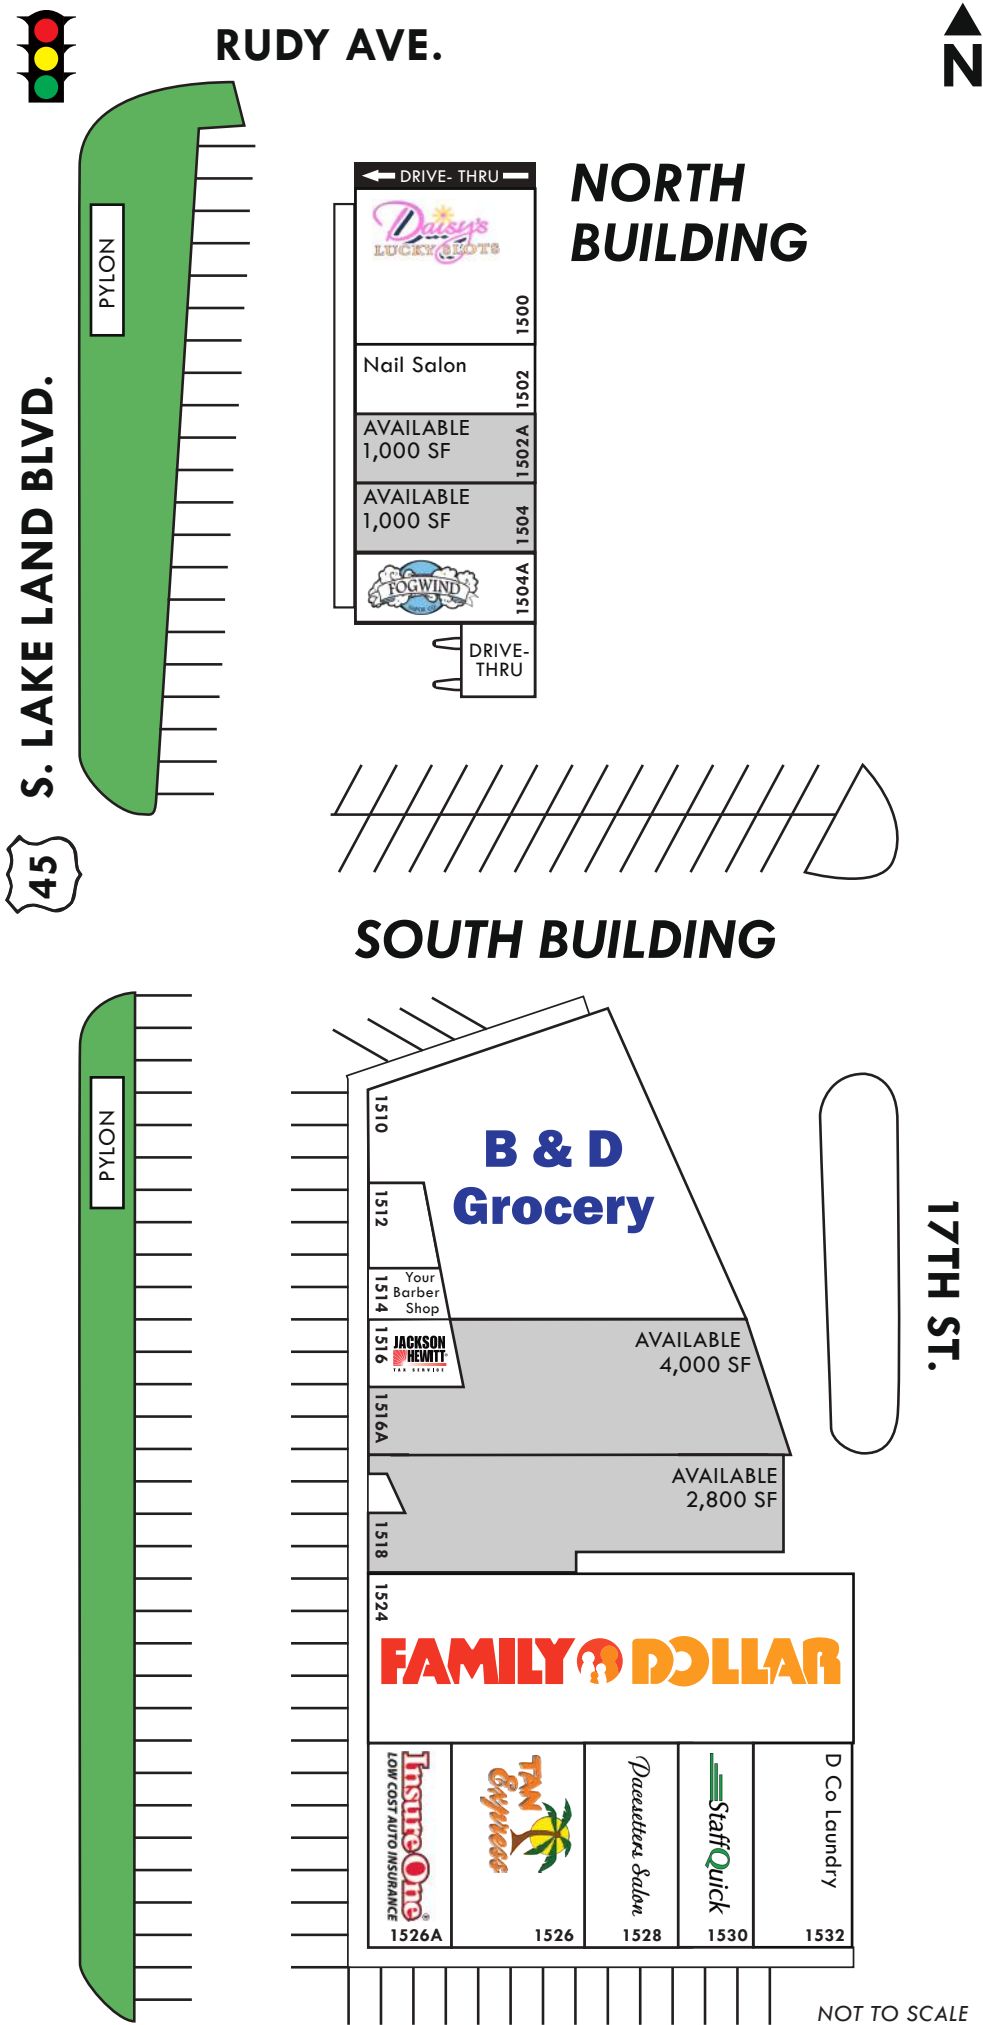 RUDY AVE.
N
DRIVE- THRU
NORTH
BUILDING
Daisy's
LUCKY SLOTS
1500
PYLON
Nail Salon
1502
AVAILABLE
1,000 SF
1502A
AVAILABLE
1,000 SF
1504
FOGWIND
VAPOR CO
1504A
DRIVE-
THRU
S. LAKE LAND BLVD.
45
SOUTH BUILDING
PYLON
1510
B & D
Grocery
1512
1514
Your
Barber
Shop
1516
JACKSON
HEWITT®
TAX SERVICE
AVAILABLE
4,000 SF
1516A
AVAILABLE
2,800 SF
1518
17TH ST.
1524
FAMILY DOLLAR
InsureOne®
LOW COST AUTO INSURANCE
1526A
TAN
Express
1526
Pacesetters Salon
1528
StaffQuick
1530
D Co Laundry
1532
NOT TO SCALE